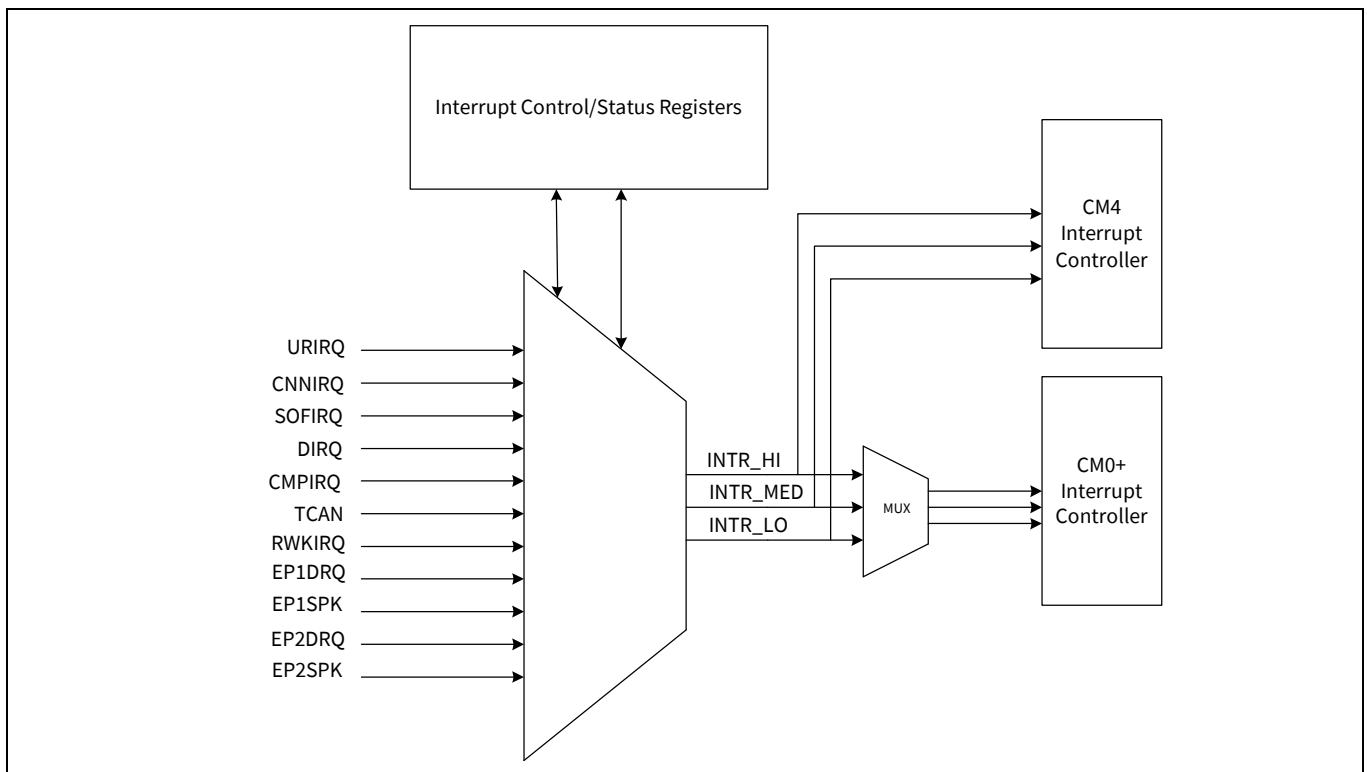 Interrupt Control/Status Registers
CM4
Interrupt
Controller
URIRQ
CNNIRQ
SOFIRQ
DIRQ
CMPIRQ
TCAN
RWKIRQ
EP1DRQ
EP1SPK
EP2DRQ
EP2SPK
INTR_HI
INTR_MED
INTR_LO
MUX
CM0+
Interrupt
Controller